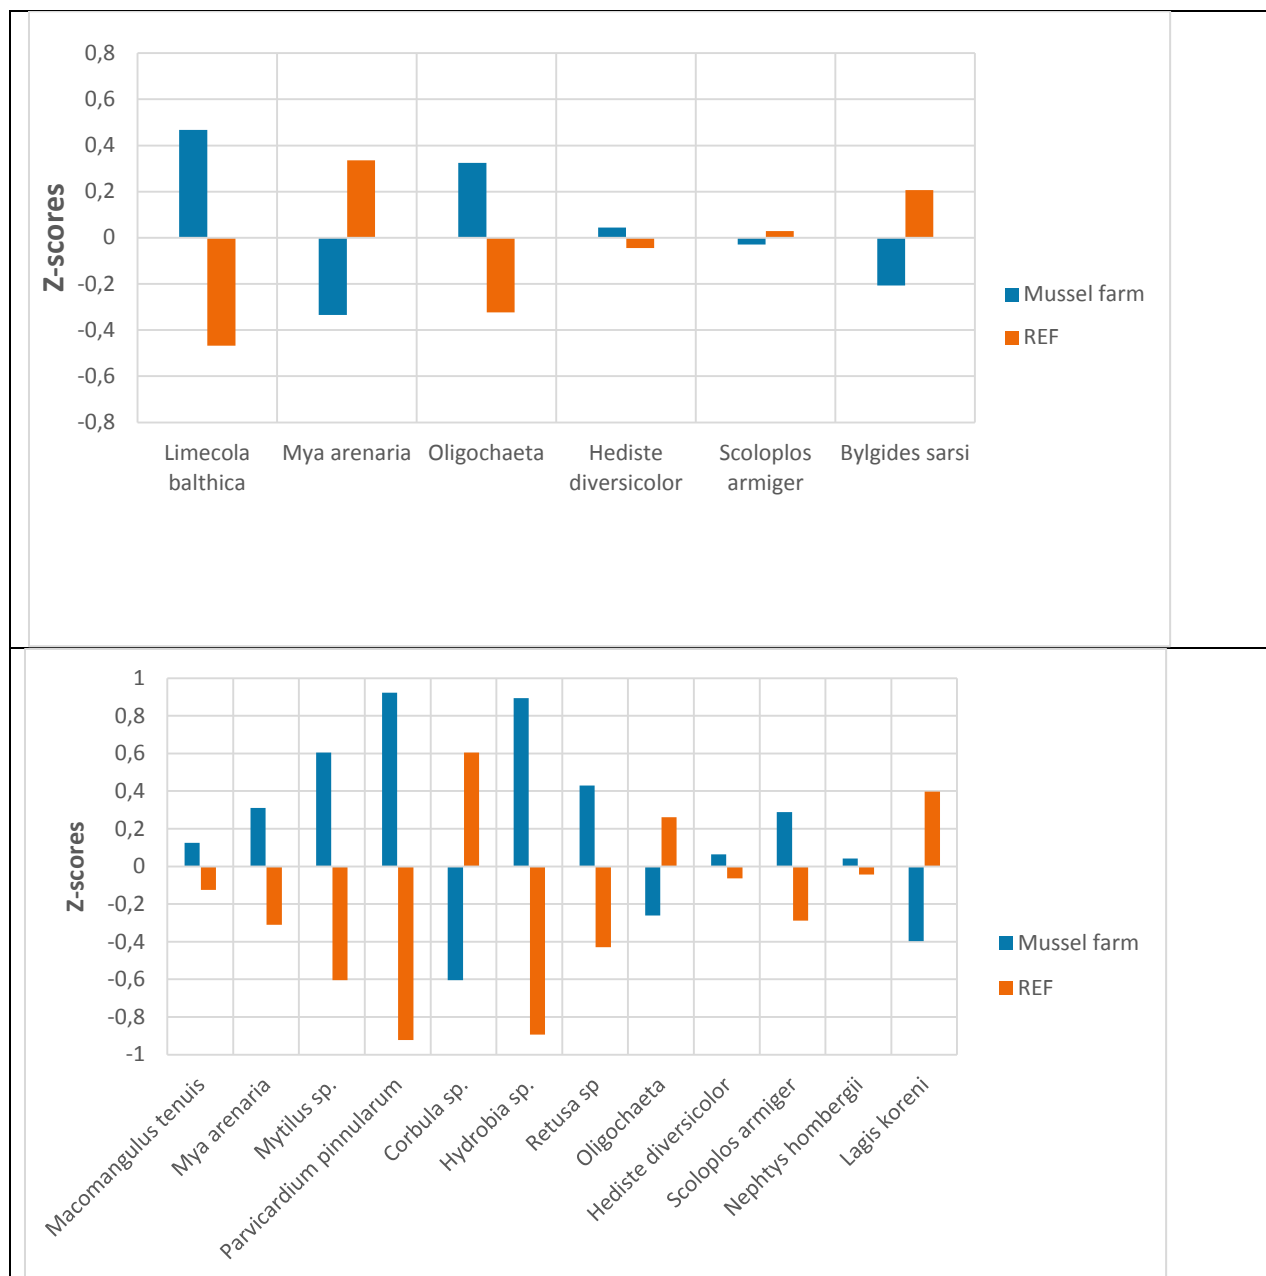 0,8
0,6
0,4
0,2
0
-0,2
-0,4
-0,6
-0,8
Z-scores
Limecola
balthica
Mya arenaria
Oligochaeta
Hediste
diversicolor
Scoloplos
armiger
Bylgides sarsi
Mussel farm
REF
1
0,8
0,6
0,4
0,2
0
-0,2
-0,4
-0,6
-0,8
-1
Z-scores
Macomangulus tenuis
Mya arenaria
Mytilus sp.
Parvicardium pinnularum
Corbula sp.
Hydrobia sp.
Retusa sp
Oligochaeta
Hediste diversicolor
Scoloplos armiger
Nephtys hombergii
Lagis koreni
Mussel farm
REF